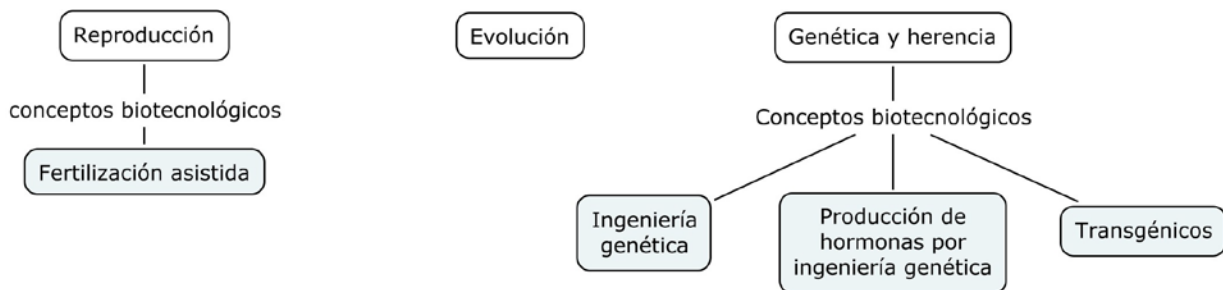 Reproducción
Evolución
Genética y herencia
conceptos biotecnológicos
Conceptos biotecnológicos
Fertilización asistida
Ingeniería
genética
Producción de
hormonas por
ingeniería genética
Transgénicos